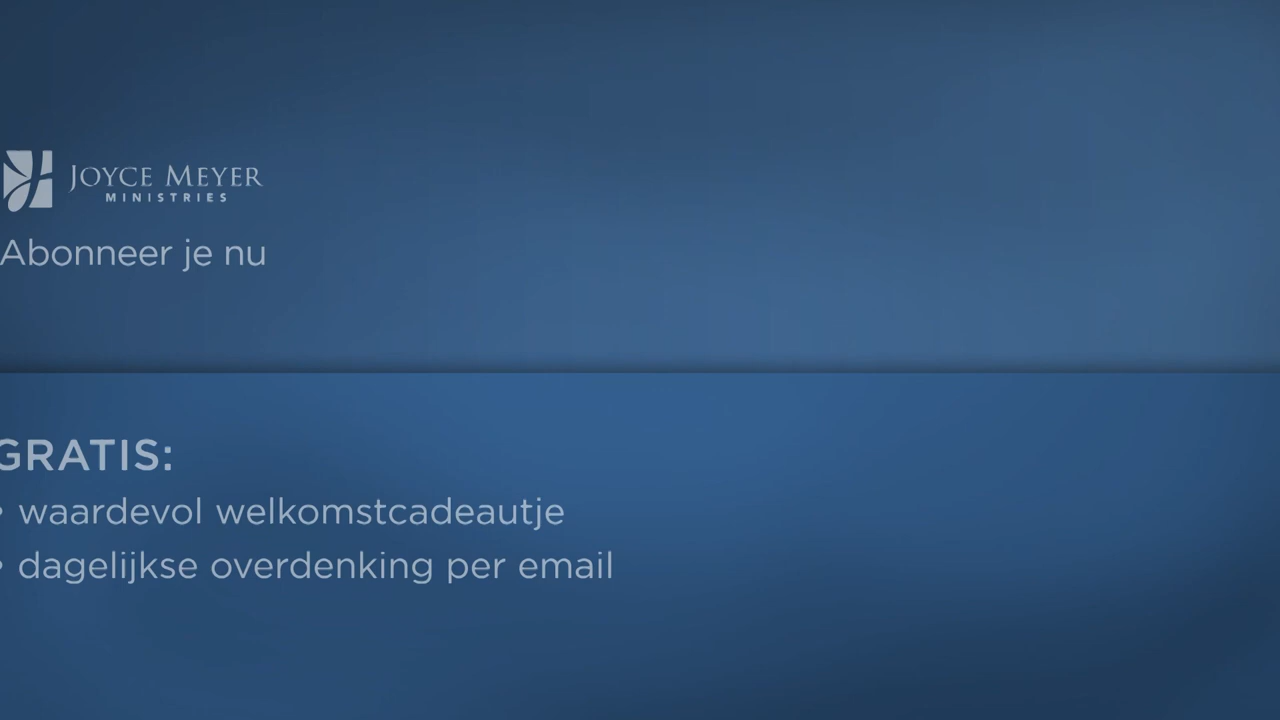 JOYCE MEYER
MINISTRIES
Abonneer je nu
GRATIS:
• waardevol welkomstcadeautje
• dagelijkse overdenking per email